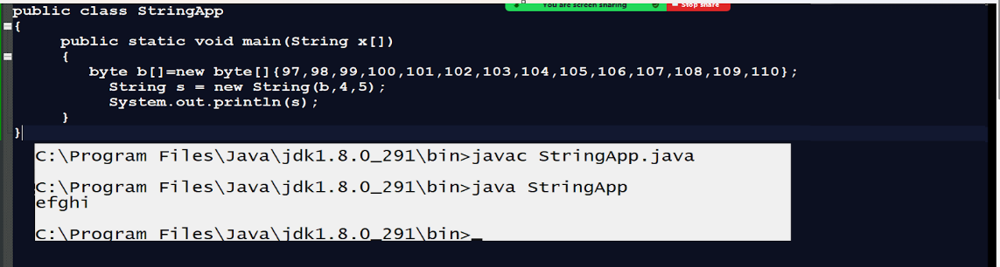 You are screen sharing
Stop share
public class StringApp
{
public static void main(String x[])
{
byte b[]=new byte[]{97,98,99,100,101,102,103,104,105,106,107,108,109,110};
String s = new String(b,4,5);
System.out.println(s);
}
}
C:\Program Files\Java\jdk1.8.0_291\bin>javac StringApp.java
C:\Program Files\Java\jdk1.8.0_291\bin>java StringApp
efghi
C:\Program Files\Java\jdk1.8.0_291\bin>_